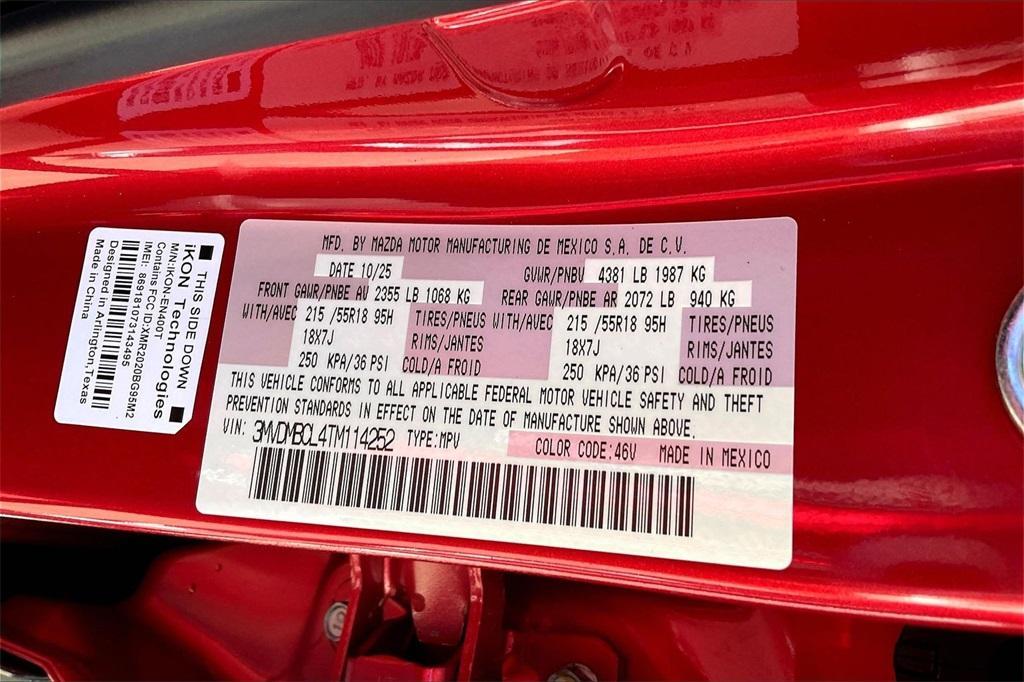 MFD. BY MAZDA MOTOR MANUFACTURING DE MEXICO S.A. DE C.V.
DATE 10/25 GVWR/PNBV 4381 LB 1987 KG
FRONT GAWR/PNBE AV 2355 LB 1068 KG REAR GAWR/PNBE AR 2072 LB 940 KG
WITH/AVEC 215 /55R18 95H TIRES/PNEUS WITH/AVEC 215 /55R18 95H TIRES/PNEUS
18X7J RIMS/JANTES 18X7J RIMS/JANTES
250 KPA/36 PSI COLD/A FROID 250 KPA/36 PSI COLD/A FROID
THIS VEHICLE CONFORMS TO ALL APPLICABLE FEDERAL MOTOR VEHICLE SAFETY AND THEFT
PREVENTION STANDARDS IN EFFECT ON THE DATE OF MANUFACTURE SHOWN ABOVE.
VIN: 3MVDMBCL4TM114252 TYPE:MPV COLOR CODE:46V MADE IN MEXICO
THIS SIDE DOWN
iKON Technologies
M/N:IKON-EN400T
Contains FCC ID:XMR2020BG95M2
IMEI: 869181073143495
Designed in Arlington,Texas
Made in China